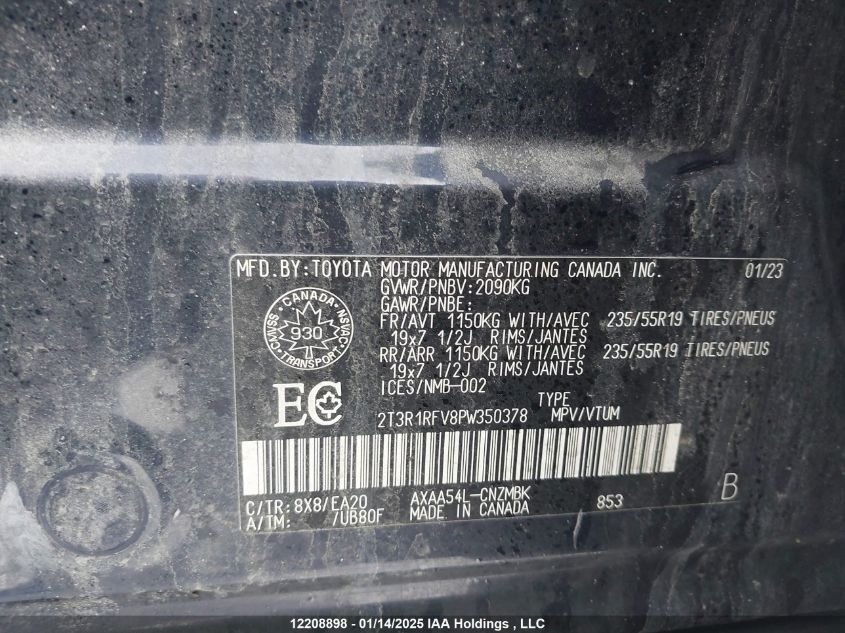 MFD.BY:TOYOTA MOTOR MANUFACTURING CANADA INC. 01/23
GVWR/PNBV:2090KG
GAWR/PNBE:
FR/AVT 1150KG WITH/AVEC 235/55R19 TIRES/PNEUS
19x7 1/2J RIMS/JANTES
RR/ARR 1150KG WITH/AVEC 235/55R19 TIRES/PNEUS
19x7 1/2J RIMS/JANTES
ICES/NMB-002
CANADA
CMVSS NSVAC
930
TRANSPORT
EC
TYPE
2T3R1RFV8PW350378 MPV/VTUM
C/TR: 8X8/EA20 AXAA54L-CNZMBK 853 B
A/TM: /UB80F MADE IN CANADA
12208898 - 01/14/2025 IAA Holdings , LLC